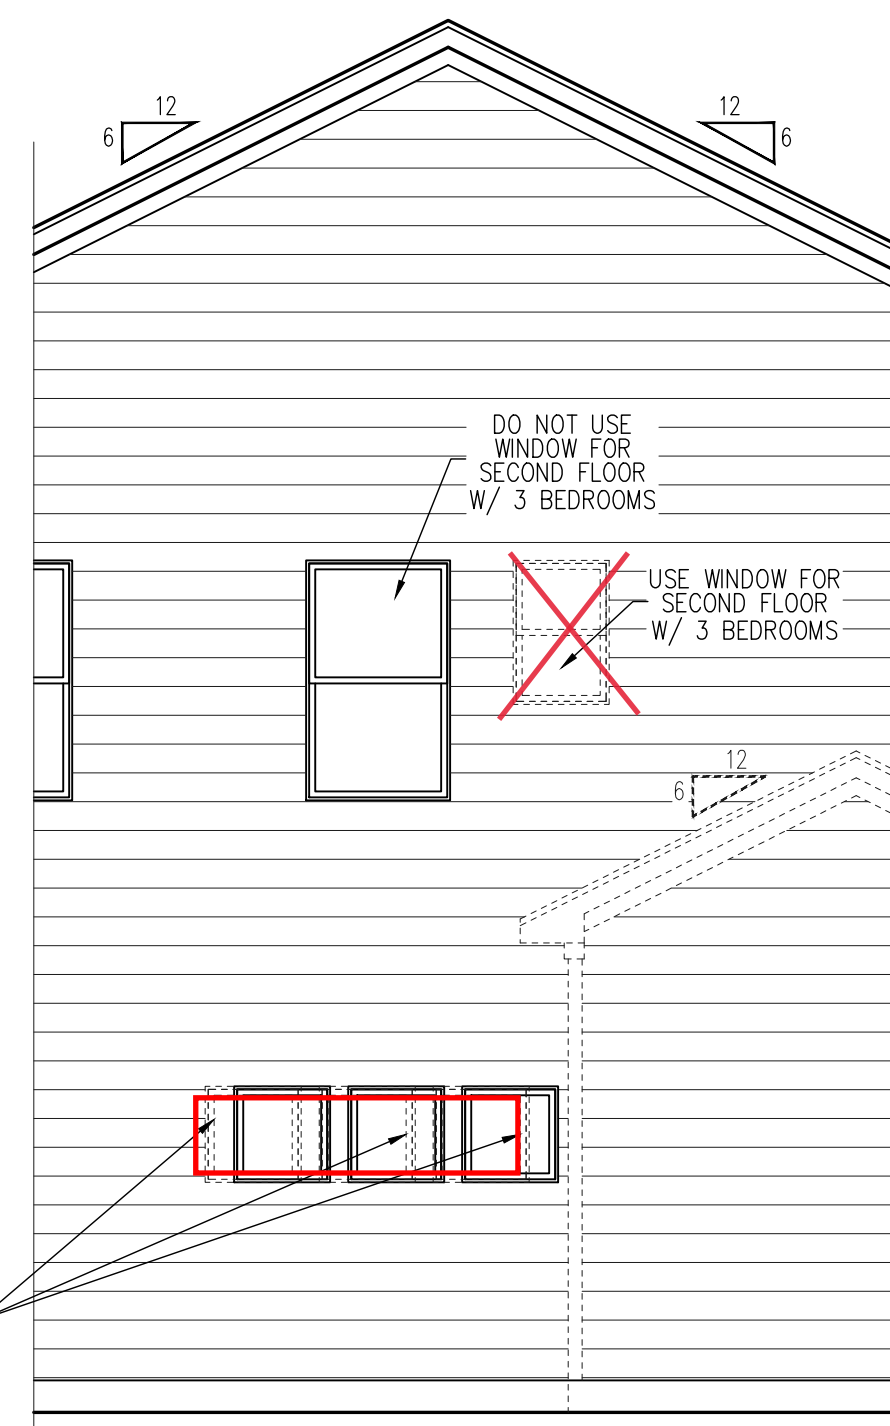 12
6
12
6
DO NOT USE
WINDOW FOR
SECOND FLOOR
W/ 3 BEDROOMS
USE WINDOW FOR
SECOND FLOOR
W/ 3 BEDROOMS
12
6